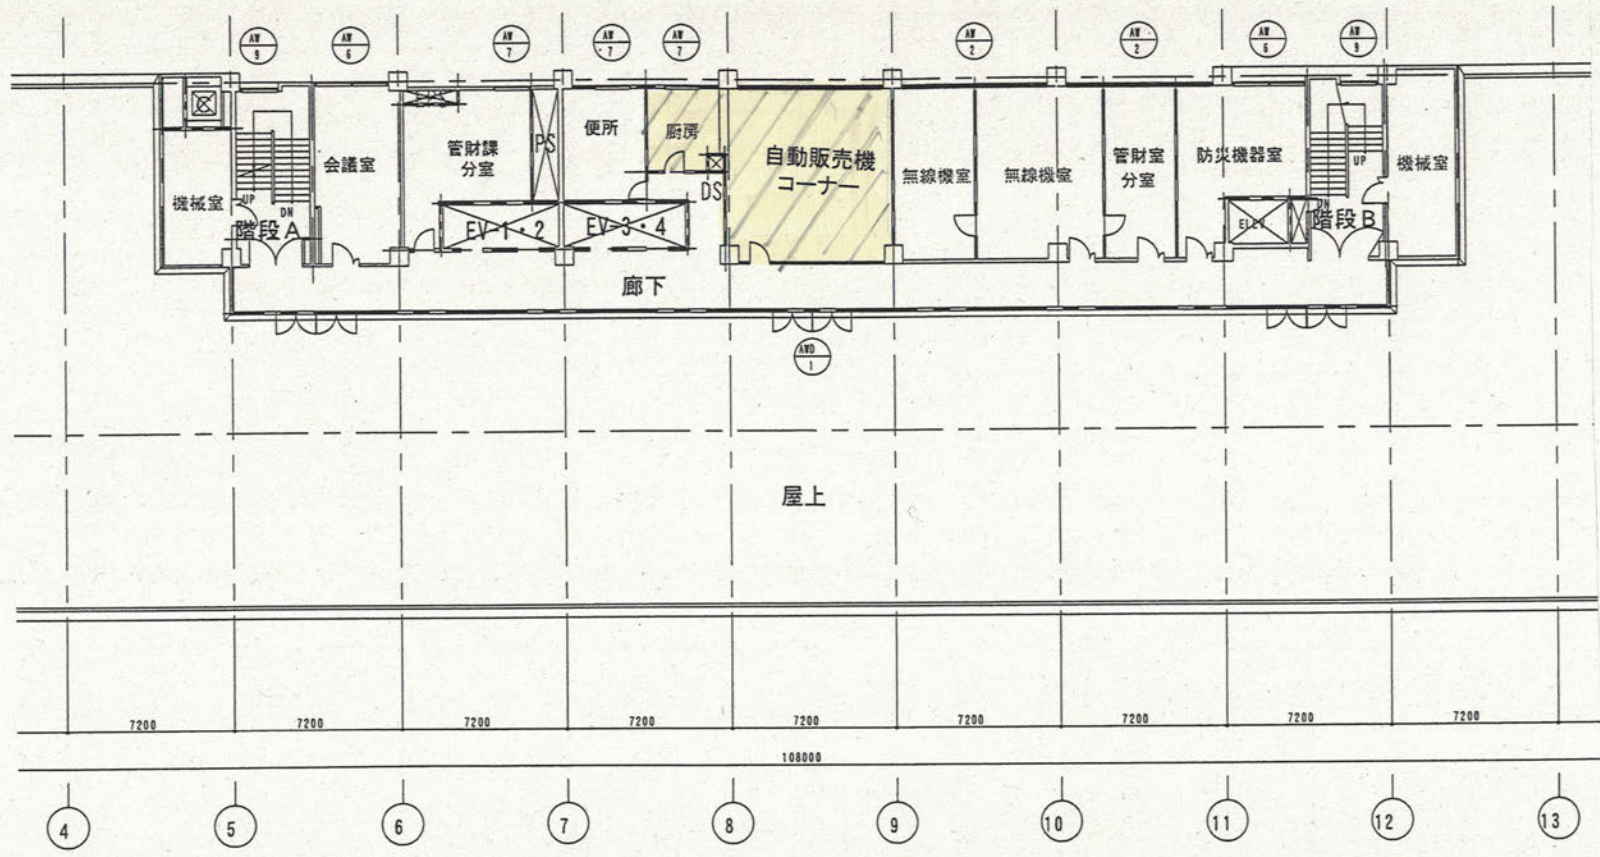 AW
9
AW
6
AW
7
AW
7
AW
7
AW
2
AW
2
AW
6
AW
9
機械室
UP
DN
階段A
会議室
管財課
分室
PS
EV-1・2
便所
EV-3・4
厨房
DS
自動販売機
コーナー
無線機室
無線機室
管財室
分室
防災機器室
ELEV
UP
DN
階段B
機械室
廊下
AWD
1
屋上
7200
7200
7200
7200
7200
7200
7200
7200
7200
108000
4
5
6
7
8
9
10
11
12
13